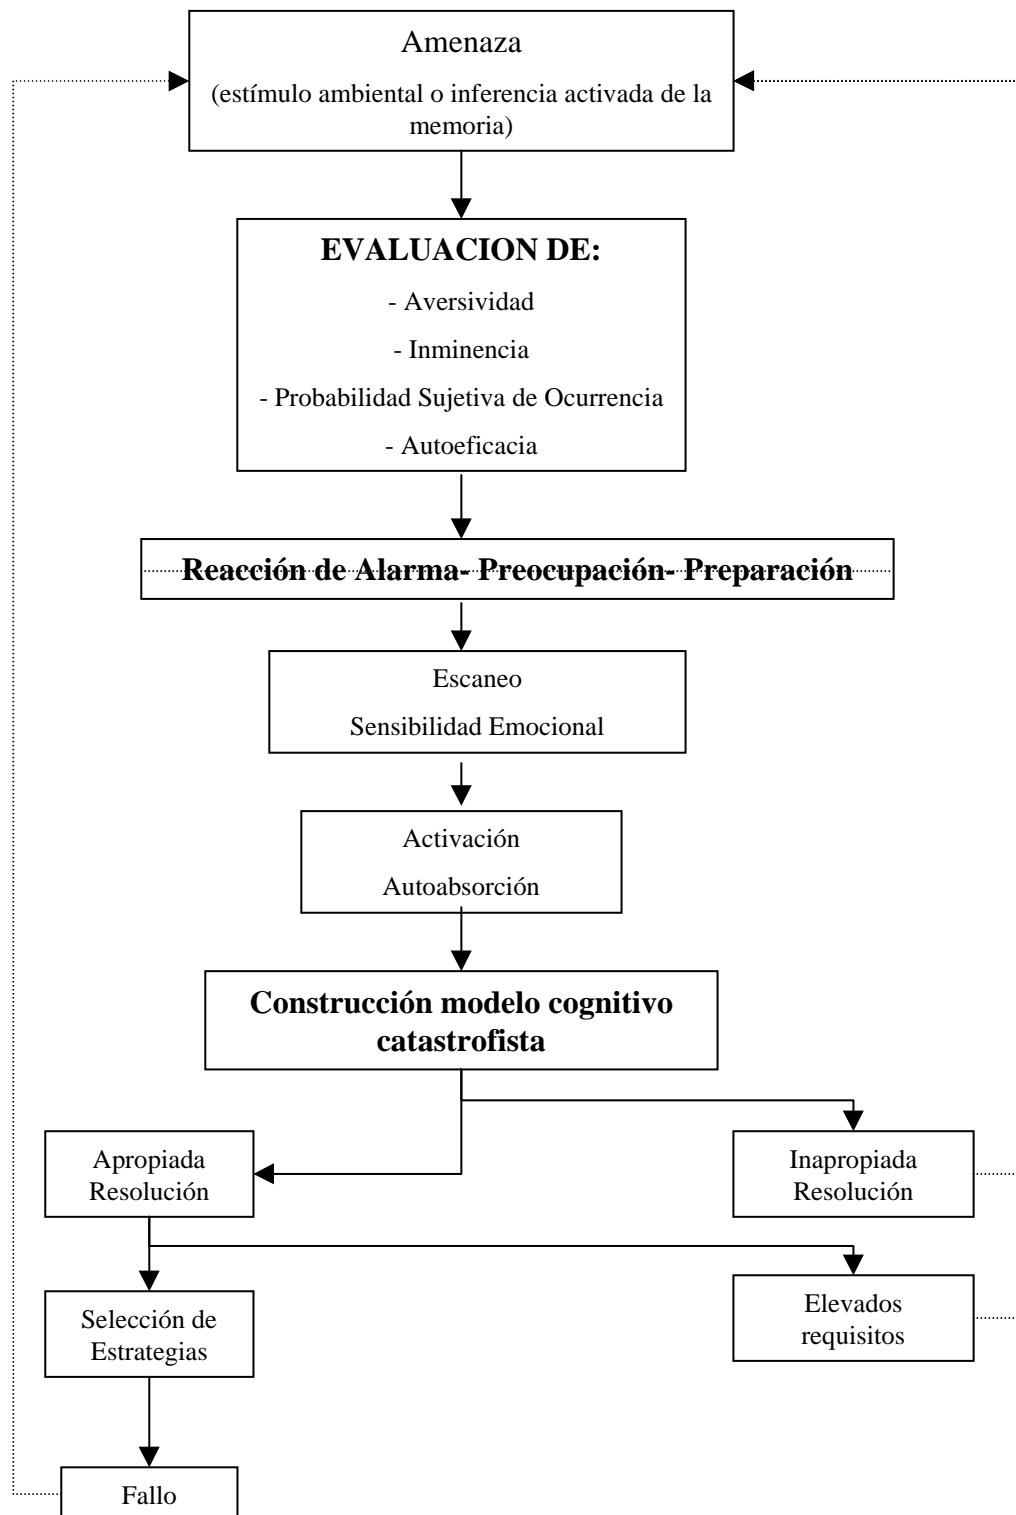 Amenaza
(estímulo ambiental o inferencia activada de la
memoria)
EVALUACION DE:
- Aversividad
- Inminencia
- Probabilidad Sujetiva de Ocurrencia
- Autoeficacia
Reacción de Alarma- Preocupación- Preparación
Escaneo
Sensibilidad Emocional
Activación
Autoabsorción
Construcción modelo cognitivo
catastrofista
Apropiada
Resolución
Inapropiada
Resolución
Selección de
Estrategias
Elevados
requisitos
Fallo